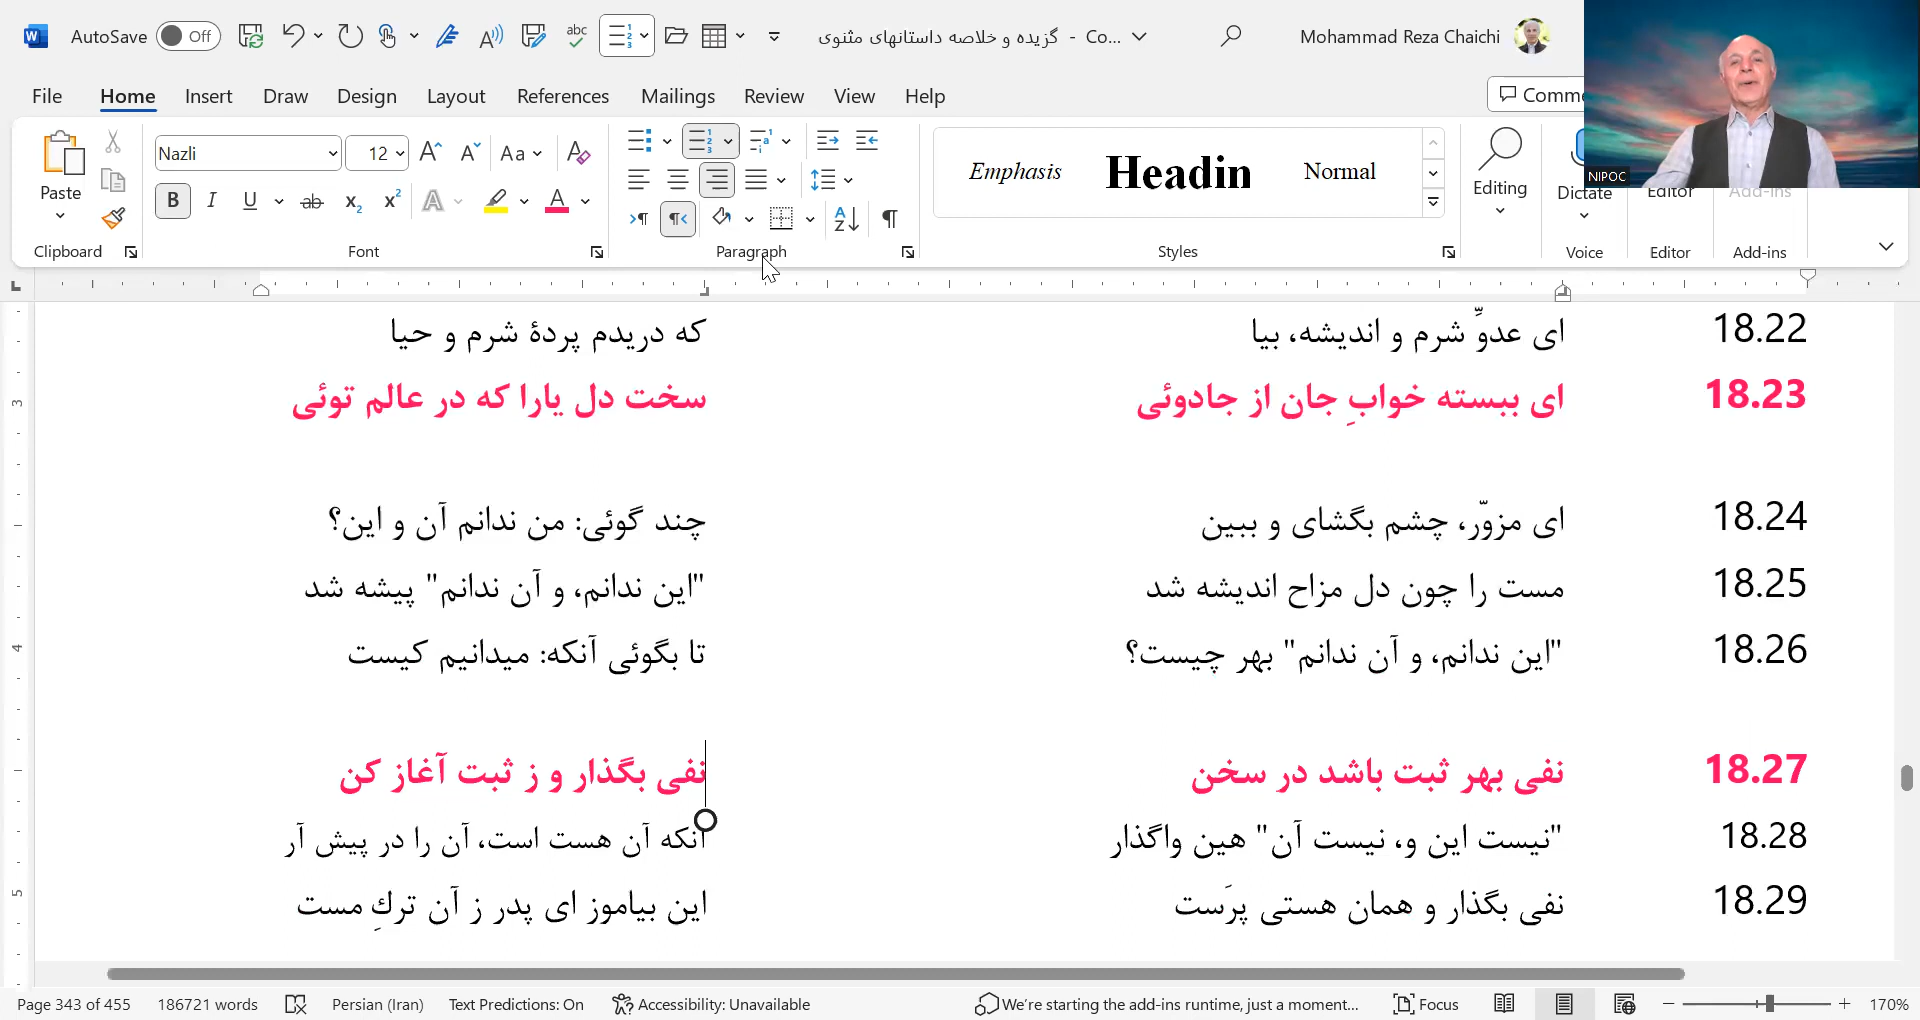 AutoSave Off گزیده و خلاصه داستانهای مثنوی - Co... Mohammad Reza Chaichi
File Home Insert Draw Design Layout References Mailings Review View Help Comme
NIPOC
Paste Nazli 12 Aa Emphasis Headin Normal Editing Dictate Editor Add-ins
Clipboard Font Paragraph Styles Voice Editor Add-ins
18.22 ای عدوِّ شرم و اندیشه، بیا که دریدم پردۀ شرم و حیا
18.23 ای ببسته خوابِ جان از جادوئی سخت دل یارا که در عالم توئی
18.24 ای مزوّر، چشم بگشای و ببین چند گوئی: من ندانم آن و این؟
18.25 مست را چون دل مزاح اندیشه شد "این ندانم، و آن ندانم" پیشه شد
18.26 "این ندانم، و آن ندانم" بهر چیست؟ تا بگوئی آنکه: میدانیم کیست
18.27 نفی بهر ثبت باشد در سخن نفی بگذار و ز ثبت آغاز کن
18.28 "نیست این و، نیست آن" هین واگذار آنکه آن هست است، آن را در پیش آر
18.29 نفی بگذار و همان هستی پرَست این بیاموز ای پدر ز آن تركِ مست
Page 343 of 455 186721 words Persian (Iran) Text Predictions: On Accessibility: Unavailable We're starting the add-ins runtime, just a moment... Focus 170%